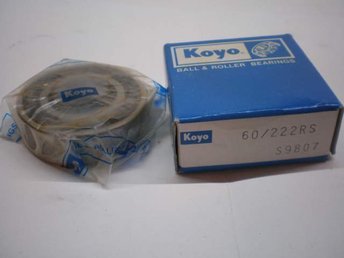 Koyo
BALL & ROLLER BEARINGS
Koyo
Koyo 60/222RS
S9807